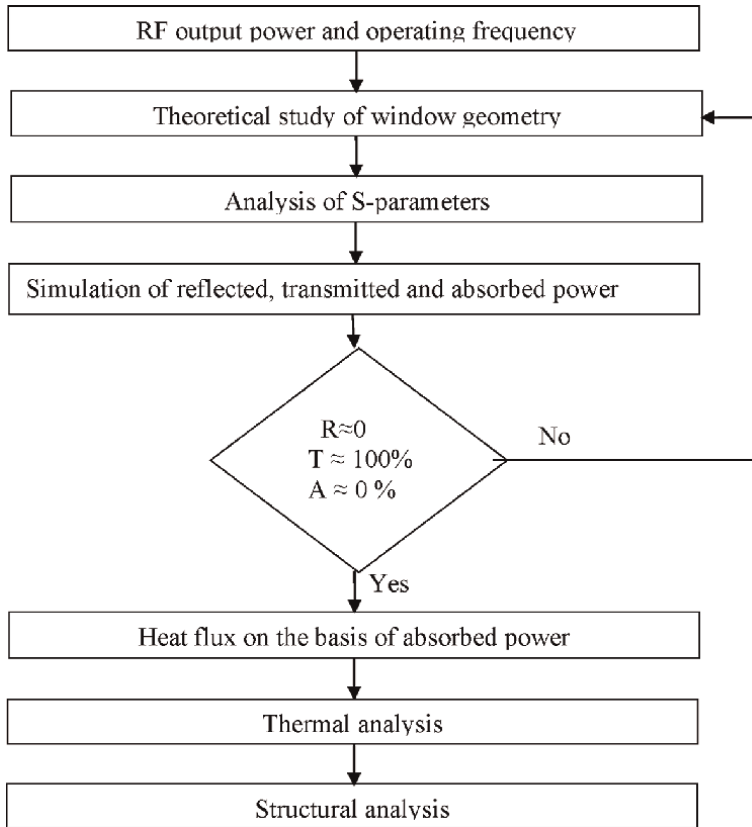 RF output power and operating frequency
Theoretical study of window geometry
Analysis of S-parameters
Simulation of reflected, transmitted and absorbed power
R≈0
T ≈ 100%
A ≈ 0 %
No
Yes
Heat flux on the basis of absorbed power
Thermal analysis
Structural analysis